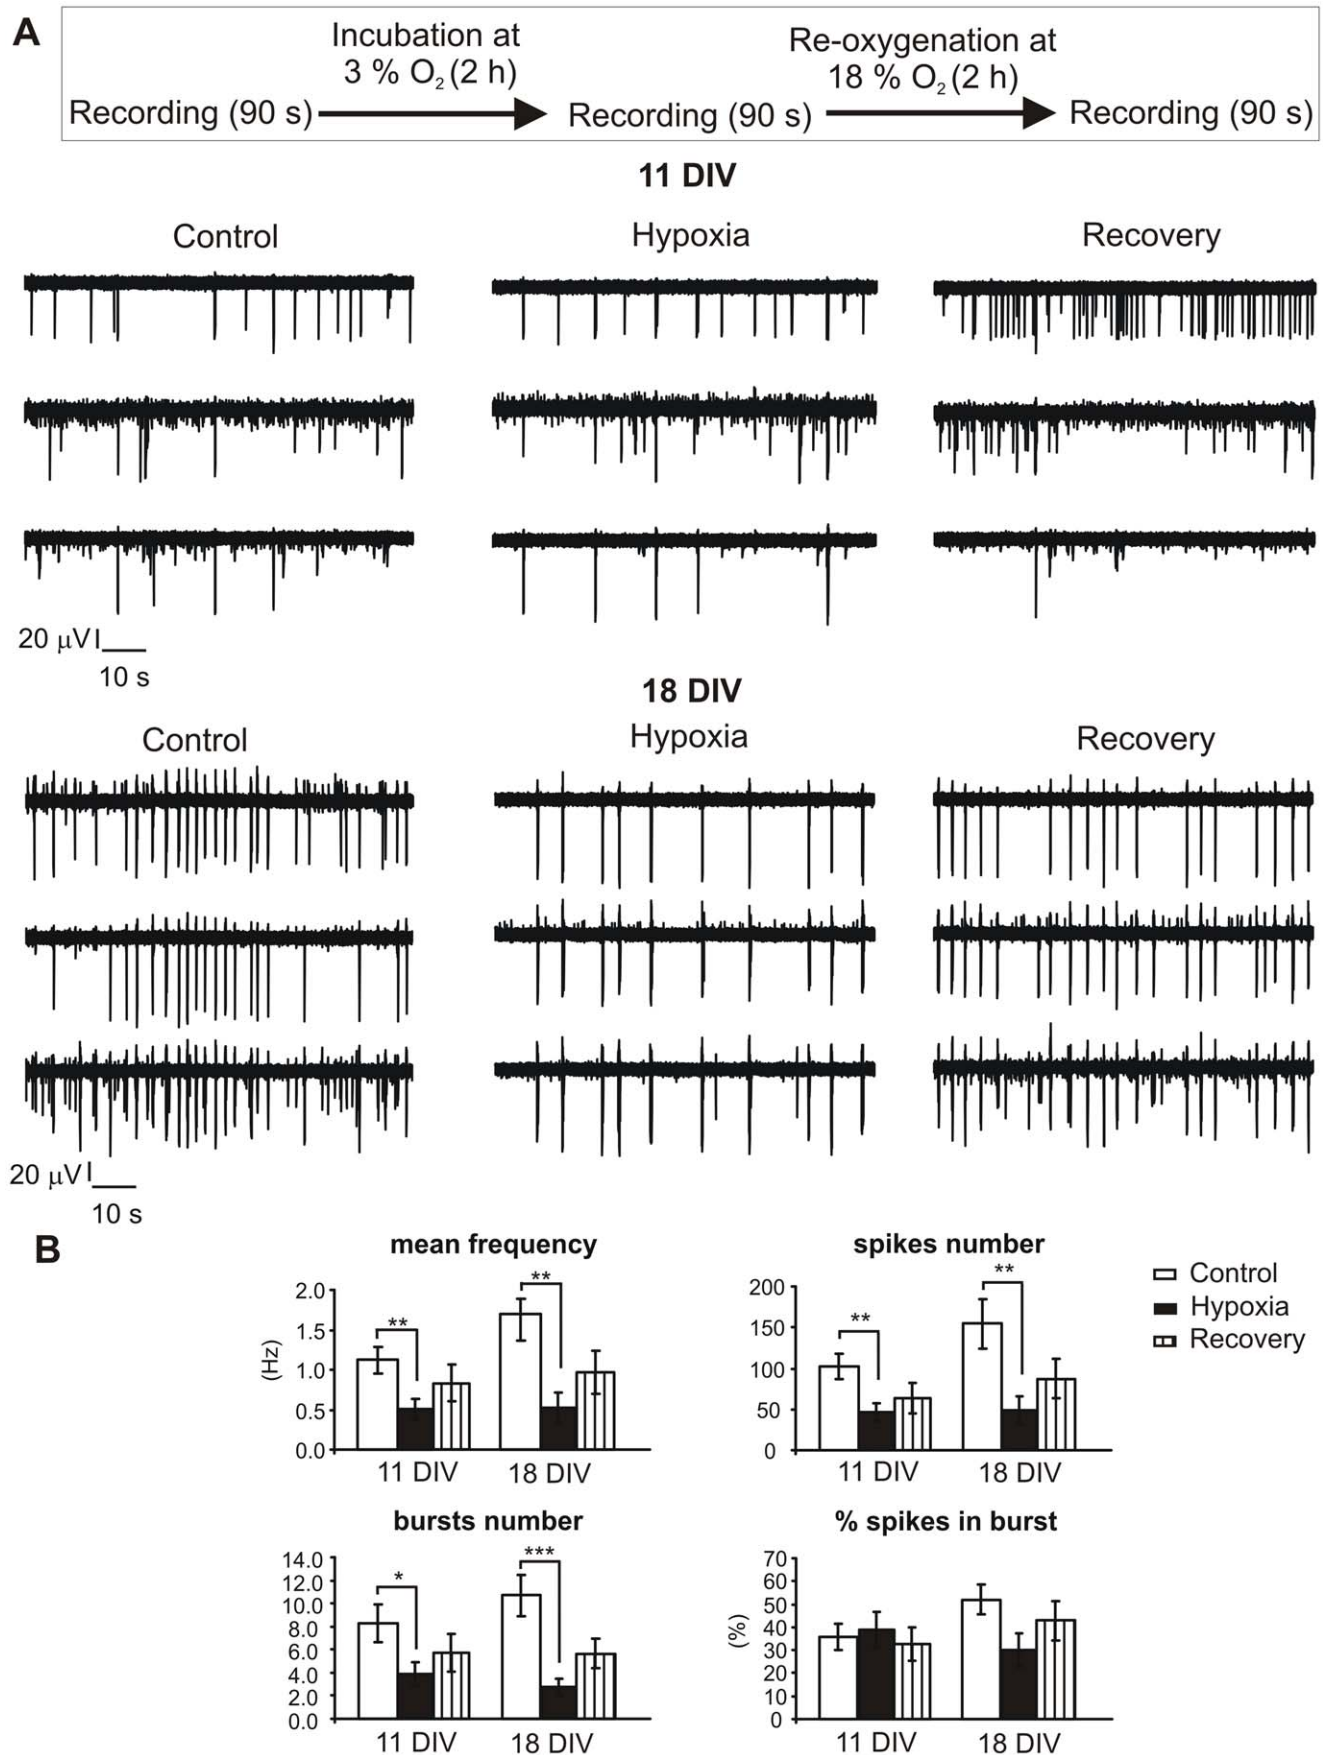 A
Incubation at
3 % O₂ (2 h)
Re-oxygenation at
18 % O₂ (2 h)
Recording (90 s)
Recording (90 s)
Recording (90 s)
11 DIV
Control
Hypoxia
Recovery
20 µV
10 s
18 DIV
Control
Hypoxia
Recovery
20 µV
10 s
B
mean frequency
(Hz)
2.0
1.5
1.0
0.5
0.0
**
**
11 DIV
18 DIV
spikes number
200
150
100
50
0
**
**
11 DIV
18 DIV
Control
Hypoxia
Recovery
bursts number
14.0
12.0
10.0
8.0
6.0
4.0
2.0
0.0
*
***
11 DIV
18 DIV
% spikes in burst
(%)
70
60
50
40
30
20
10
0
11 DIV
18 DIV